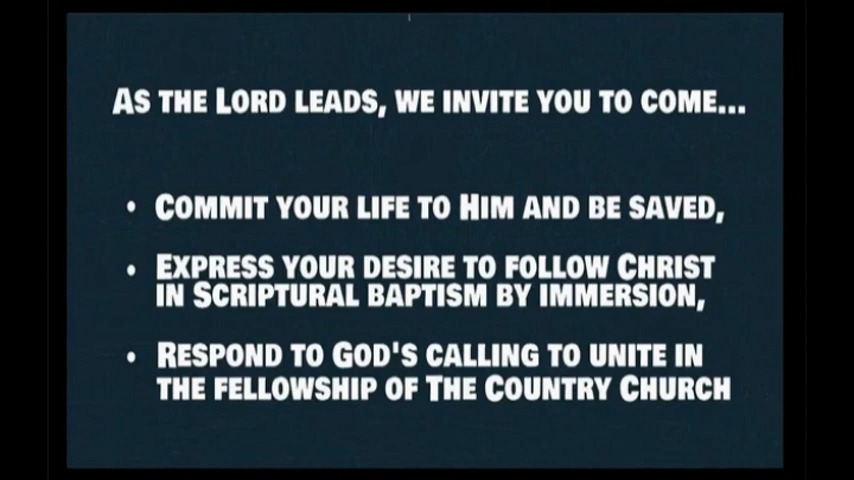 As the Lord leads, we invite you to come...
• Commit your life to Him and be saved,
• Express your desire to follow Christ
in Scriptural baptism by immersion,
• Respond to God's calling to unite in
the fellowship of The Country Church